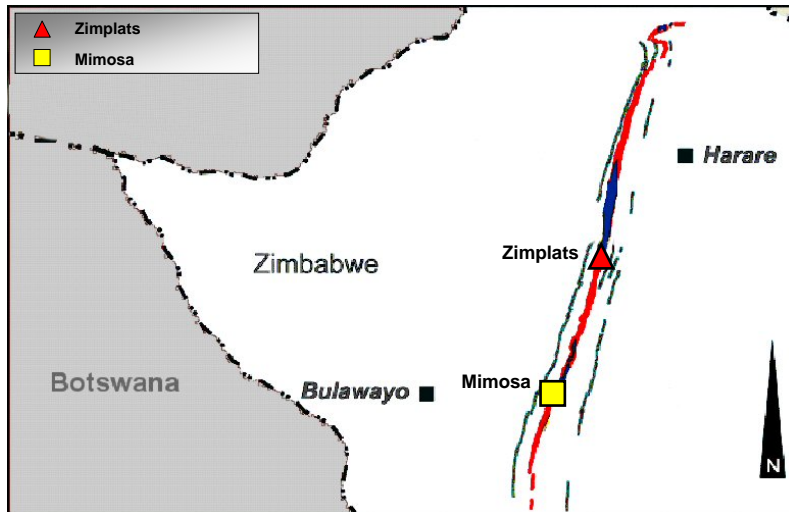 Zimplats
Mimosa
Harare
Zimplats
Zimbabwe
Mimosa
Botswana
Bulawayo
N